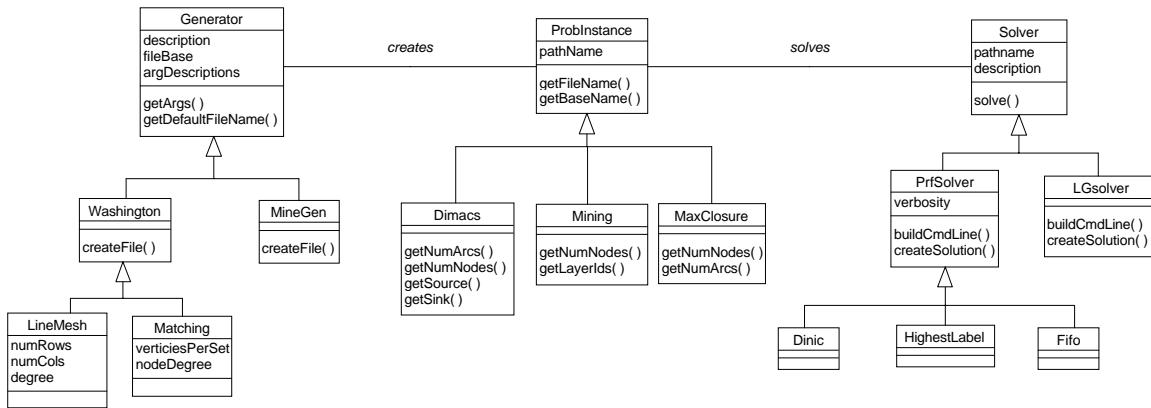 Generator
description
fileBase
argDescriptions
getArgs( )
getDefaultFileName( )
creates
ProbInstance
pathName
getFileName( )
getBaseName( )
solves
Solver
pathname
description
solve( )
Washington
createFile( )
MineGen
createFile( )
Dimacs
getNumArcs( )
getNumNodes( )
getSource( )
getSink( )
Mining
getNumNodes( )
getLayerIds( )
MaxClosure
getNumNodes( )
getNumArcs( )
PrfSolver
verbosity
buildCmdLine( )
createSolution( )
LGsolver
buildCmdLine( )
createSolution( )
LineMesh
numRows
numCols
degree
Matching
verticiesPerSet
nodeDegree
Dinic
HighestLabel
Fifo